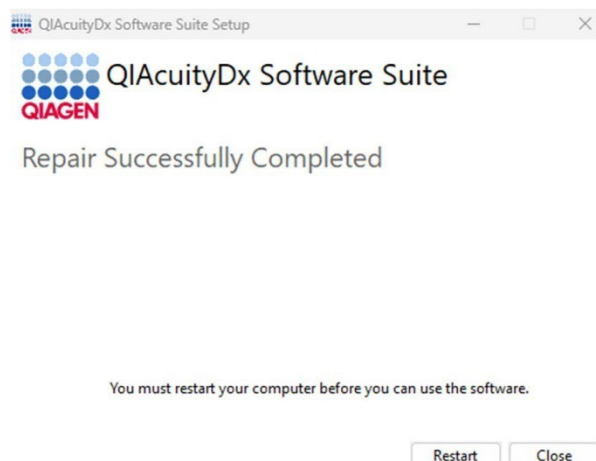 QIAcuityDx Software Suite Setup
QIAcuityDx Software Suite
QIAGEN
Repair Successfully Completed
You must restart your computer before you can use the software.
Restart
Close